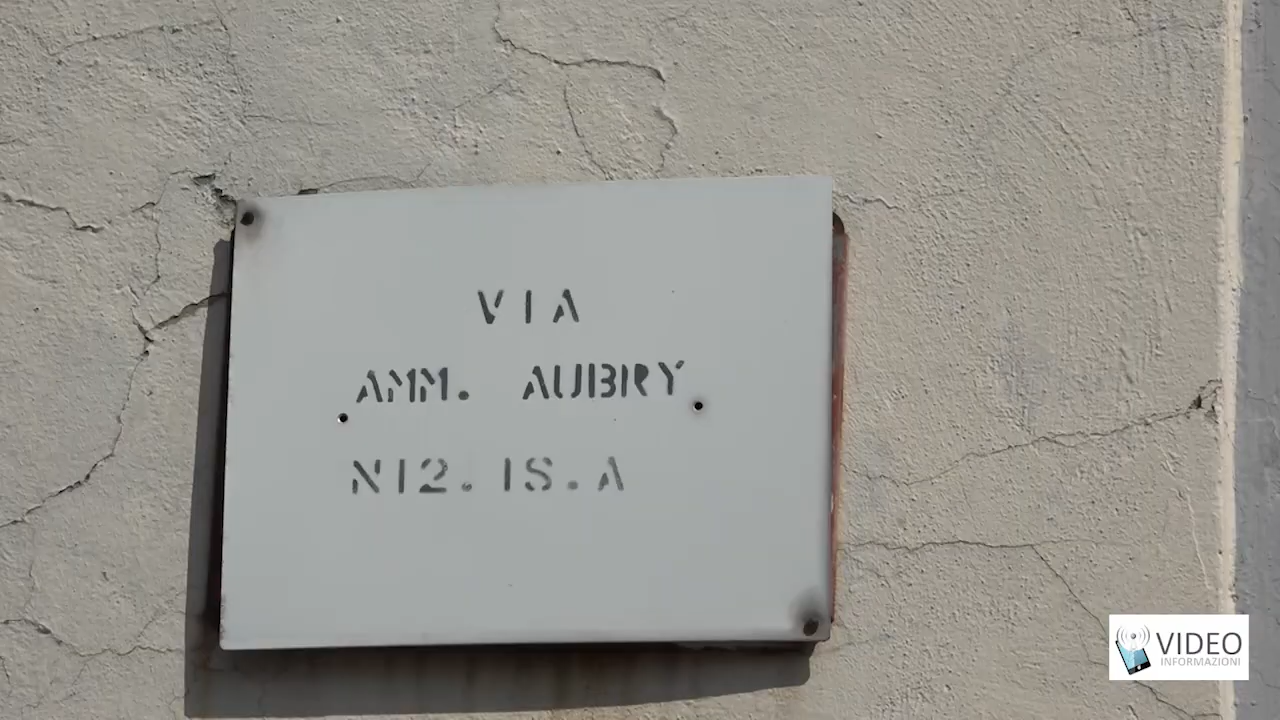 VIA
AMM. AUBRY
N12. IS.A
VIDEO
INFORMAZIONI